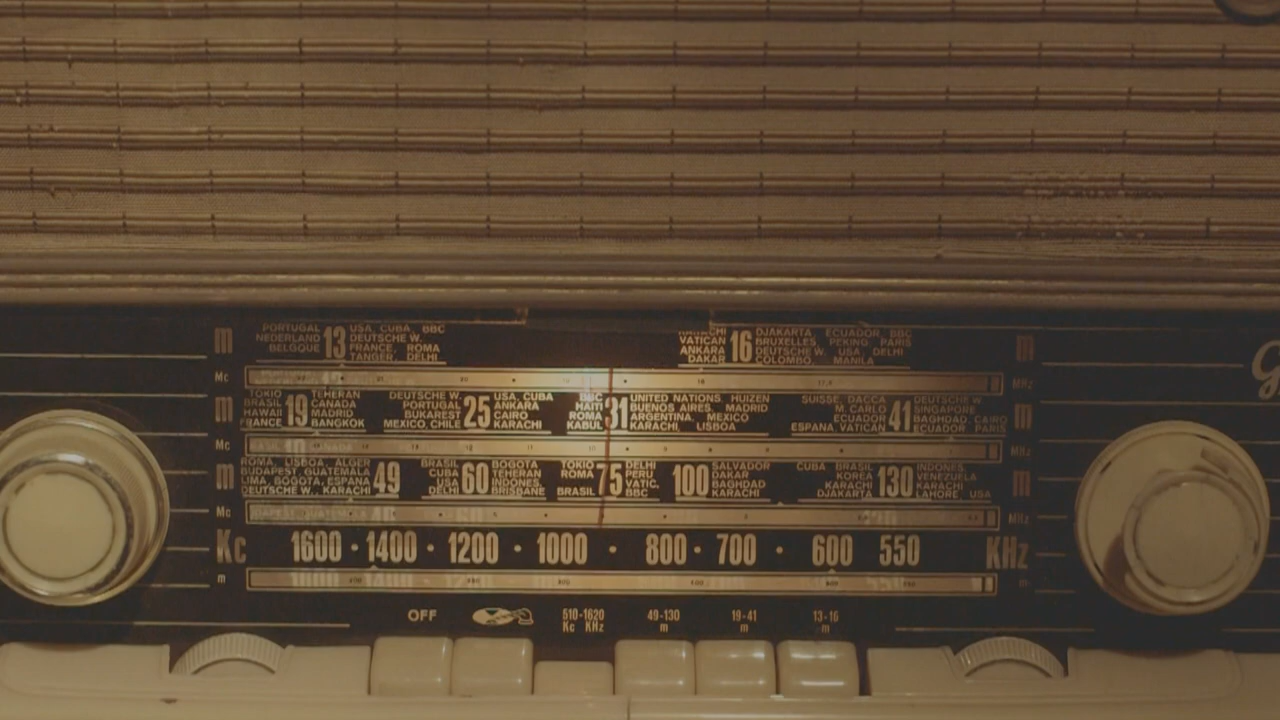 m PORTUGAL NEDERLAND BELGIQUE 13 USA, CUBA, BBC DEUTSCHE W. FRANCE, ROMA TANGER, DELHI
VATICAN ANKARA DAKAR 16 DJAKARTA, ECUADOR, BBC BRUXELLES, PEKING, PARIS DEUTSCHE W., USA, DELHI COLOMBO, MANILA m
Mc MHz
m TOKIO BRASIL HAWAII FRANCE 19 TEHERAN CANADA MADRID BANGKOK
DEUTSCHE W. PORTUGAL BUKAREST MEXICO, CHILE 25 USA, CUBA ANKARA CAIRO KARACHI
BBC HAITI ROMA KABUL 31 UNITED NATIONS, HUIZEN BUENOS AIRES, MADRID ARGENTINA, MEXICO KARACHI, LISBOA
SUISSE, DACCA M. CARLO ESPANA, VATICAN 41 DEUTSCHE W. SINGAPORE BAGHDAD, CAIRO ECUADOR, PARIS m
Mc MHz
m ROMA, LISBOA, ALGER BUDAPEST, GUATEMALA LIMA, BOGOTA, ESPANA DEUTSCHE W., KARACHI 49
BRASIL CUBA USA DELHI 60 BOGOTA TEHERAN INDONES. BRISBANE
TOKIO ROMA BRASIL 75 DELHI PERU VATIC. BBC
100 SALVADOR DAKAR BAGHDAD KARACHI
CUBA, BRASIL KOREA KARACHI DJAKARTA 130 INDONES. VENEZUELA KARACHI LAHORE, USA m
Mc MHz
Kc 1600 · 1400 · 1200 · 1000 · 800 · 700 · 600 550 KHz
m m
OFF 510-1620 49-130 19-41 13-16
Kc KHz m m m